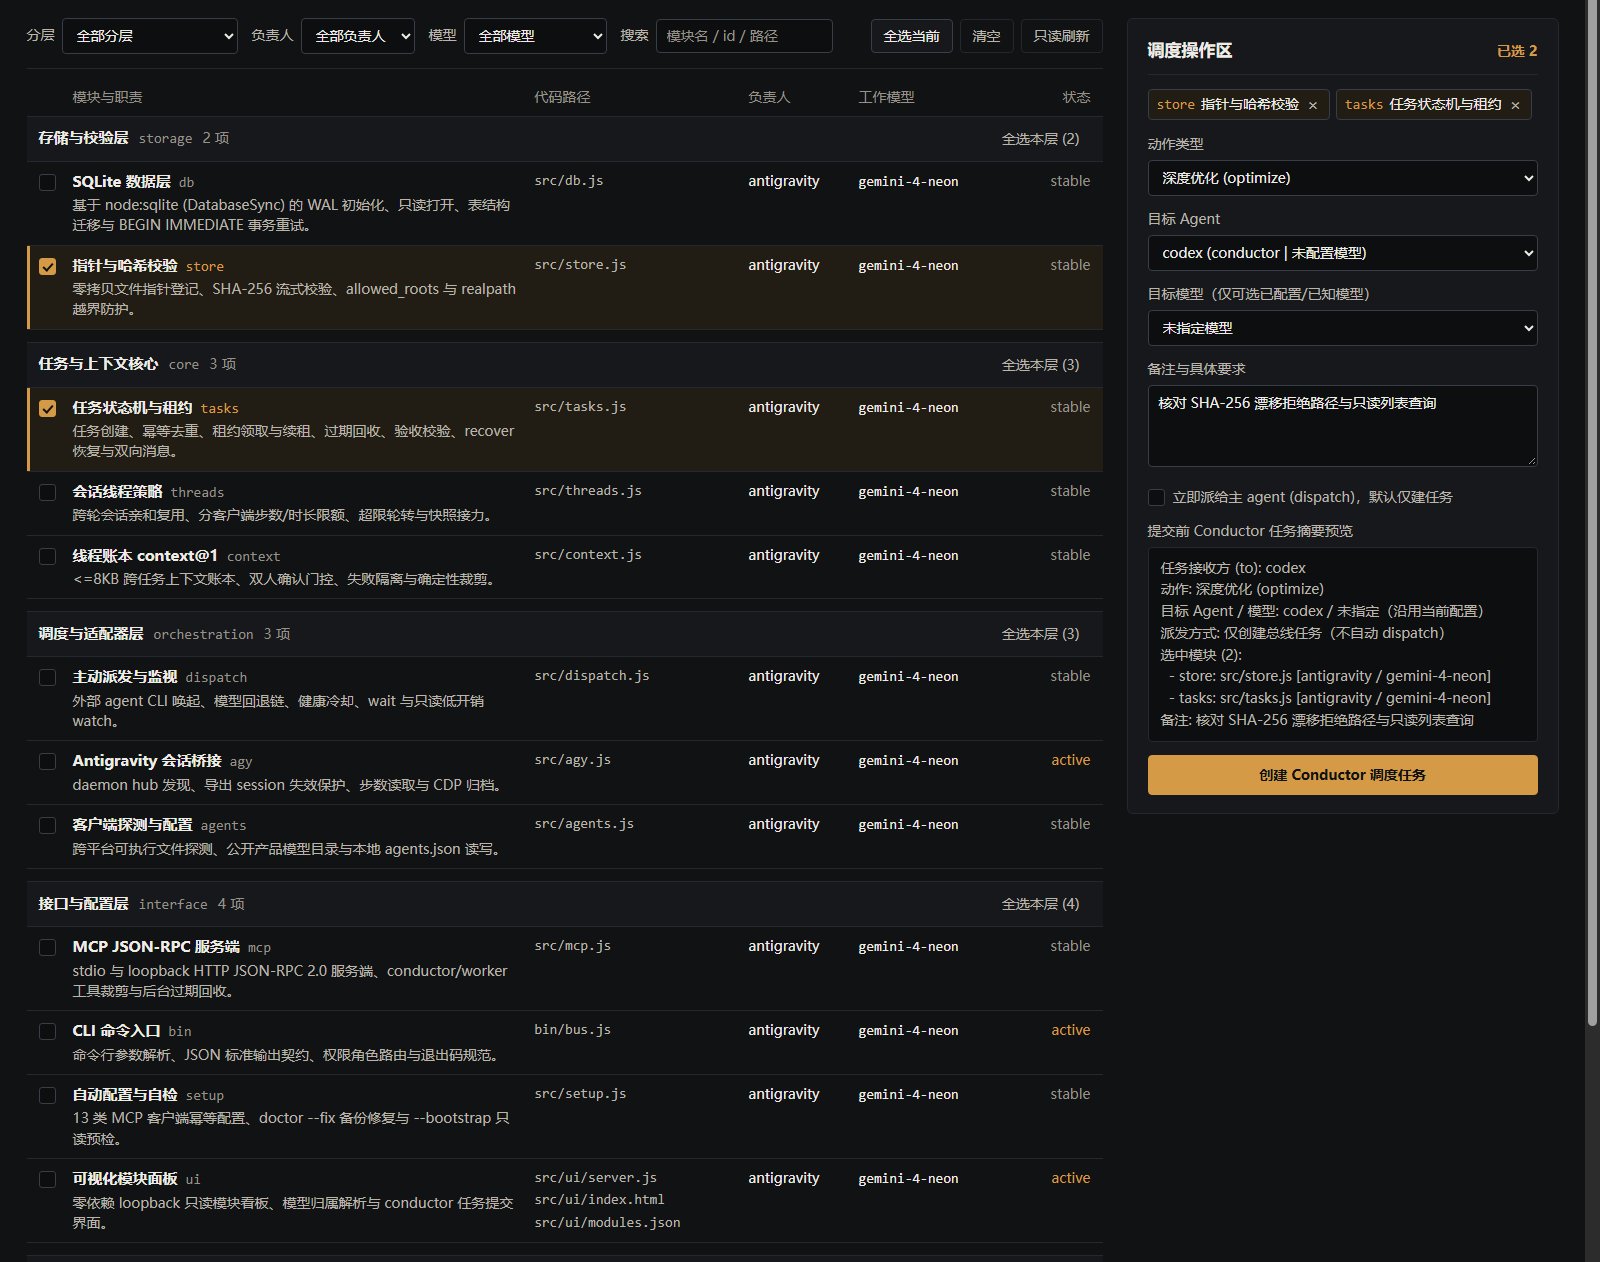 分层 全部分层 负责人 全部负责人 模型 全部模型 搜索 模块名 / id / 路径 全选当前 清空 只读刷新
模块与职责 代码路径 负责人 工作模型 状态
存储与校验层 storage 2 项 全选本层 (2)
SQLite 数据层 db src/db.js antigravity gemini-4-neon stable
基于 node:sqlite (DatabaseSync) 的 WAL 初始化、只读打开、表结构
迁移与 BEGIN IMMEDIATE 事务重试。
指针与哈希校验 store src/store.js antigravity gemini-4-neon stable
零拷贝文件指针登记、SHA-256 流式校验、allowed_roots 与 realpath
越界防护。
任务与上下文核心 core 3 项 全选本层 (3)
任务状态机与租约 tasks src/tasks.js antigravity gemini-4-neon stable
任务创建、幂等去重、租约领取与续租、过期回收、验收校验、recover
恢复与双向消息。
会话线程策略 threads src/threads.js antigravity gemini-4-neon stable
跨轮会话亲和复用、分客户端步数/时长限额、超限轮转与快照接力。
线程账本 context@1 context src/context.js antigravity gemini-4-neon stable
<=8KB 跨任务上下文账本、双人确认门控、失败隔离与确定性裁剪。
调度与适配器层 orchestration 3 项 全选本层 (3)
主动派发与监视 dispatch src/dispatch.js antigravity gemini-4-neon stable
外部 agent CLI 唤起、模型回退链、健康冷却、wait 与只读低开销
watch。
Antigravity 会话桥接 agy src/agy.js antigravity gemini-4-neon active
daemon hub 发现、导出 session 失效保护、步数读取与 CDP 归档。
客户端探测与配置 agents src/agents.js antigravity gemini-4-neon stable
跨平台可执行文件探测、公开产品模型目录与本地 agents.json 读写。
接口与配置层 interface 4 项 全选本层 (4)
MCP JSON-RPC 服务端 mcp src/mcp.js antigravity gemini-4-neon stable
stdio 与 loopback HTTP JSON-RPC 2.0 服务端、conductor/worker
工具裁剪与后台过期回收。
CLI 命令入口 bin bin/bus.js antigravity gemini-4-neon active
命令行参数解析、JSON 标准输出契约、权限角色路由与退出码规范。
自动配置与自检 setup src/setup.js antigravity gemini-4-neon stable
13 类 MCP 客户端幂等配置、doctor --fix 备份修复与 --bootstrap 只
读预检。
可视化模块面板 ui src/ui/server.js antigravity gemini-4-neon active
src/ui/index.html
src/ui/modules.json
零依赖 loopback 只读模块看板、模型归属解析与 conductor 任务提交
界面。
调度操作区 已选 2
store 指针与哈希校验 × tasks 任务状态机与租约 ×
动作类型
深度优化 (optimize)
目标 Agent
codex (conductor | 未配置模型)
目标模型（仅可选已配置/已知模型）
未指定模型
备注与具体要求
核对 SHA-256 漂移拒绝路径与只读列表查询
立即派给主 agent (dispatch)，默认仅建任务
提交前 Conductor 任务摘要预览
任务接收方 (to): codex
动作: 深度优化 (optimize)
目标 Agent / 模型: codex / 未指定（沿用当前配置）
派发方式: 仅创建总线任务（不自动 dispatch）
选中模块 (2):
- store: src/store.js [antigravity / gemini-4-neon]
- tasks: src/tasks.js [antigravity / gemini-4-neon]
备注: 核对 SHA-256 漂移拒绝路径与只读列表查询
创建 Conductor 调度任务